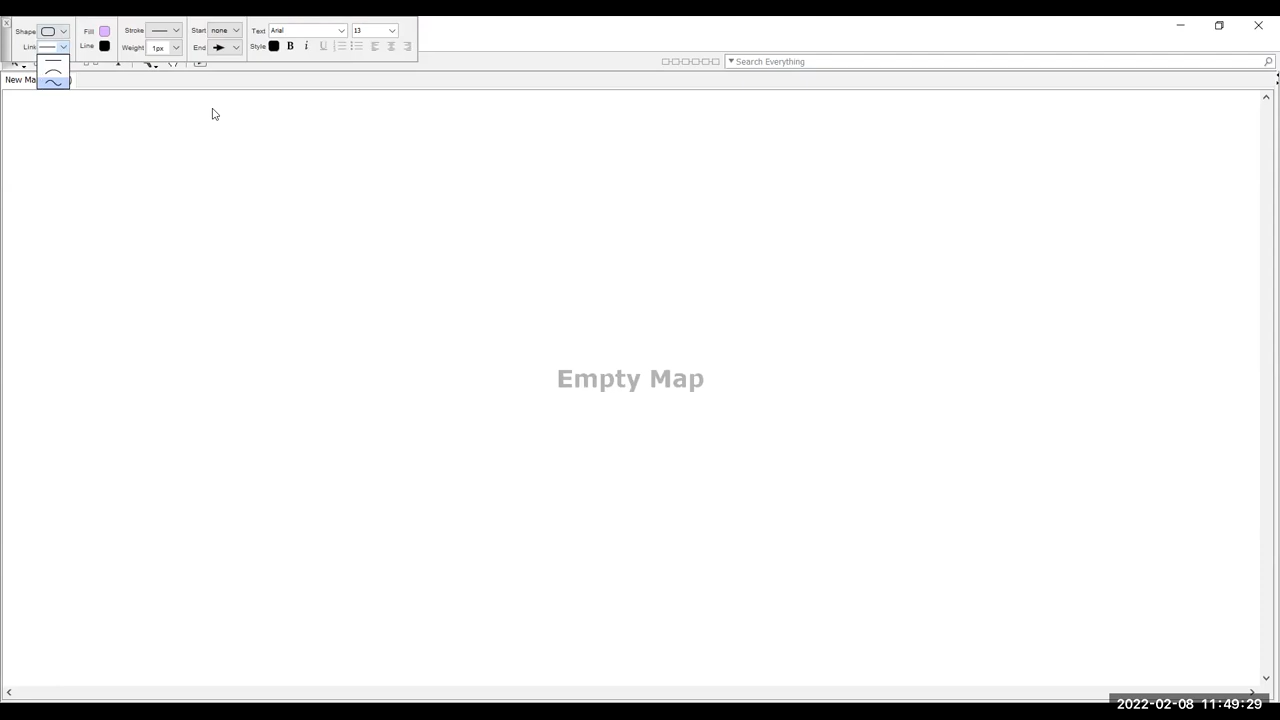 Shape Fill Stroke Start none Text Arial 13
Link Line Weight 1px End Style B i U
Search Everything
New Ma
Empty Map
2022-02-08 11:49:29